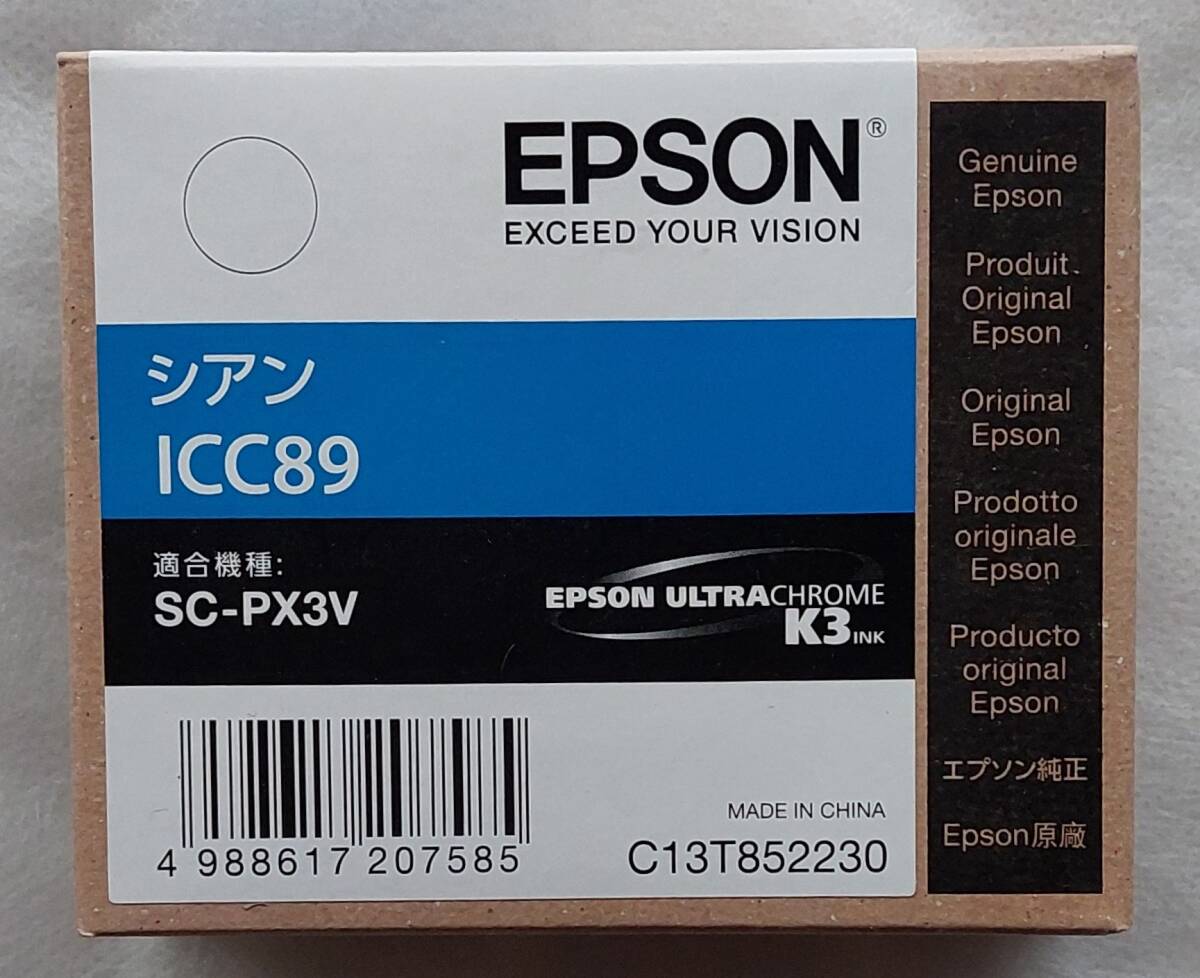 EPSON®
EXCEED YOUR VISION
シアン
ICC89
適合機種:
SC-PX3V
EPSON ULTRACHROME
K3 INK
MADE IN CHINA
4 988617 207585
C13T852230
Genuine
Epson
Produit
Original
Epson
Original
Epson
Prodotto
originale
Epson
Producto
original
Epson
エプソン純正
Epson原廠